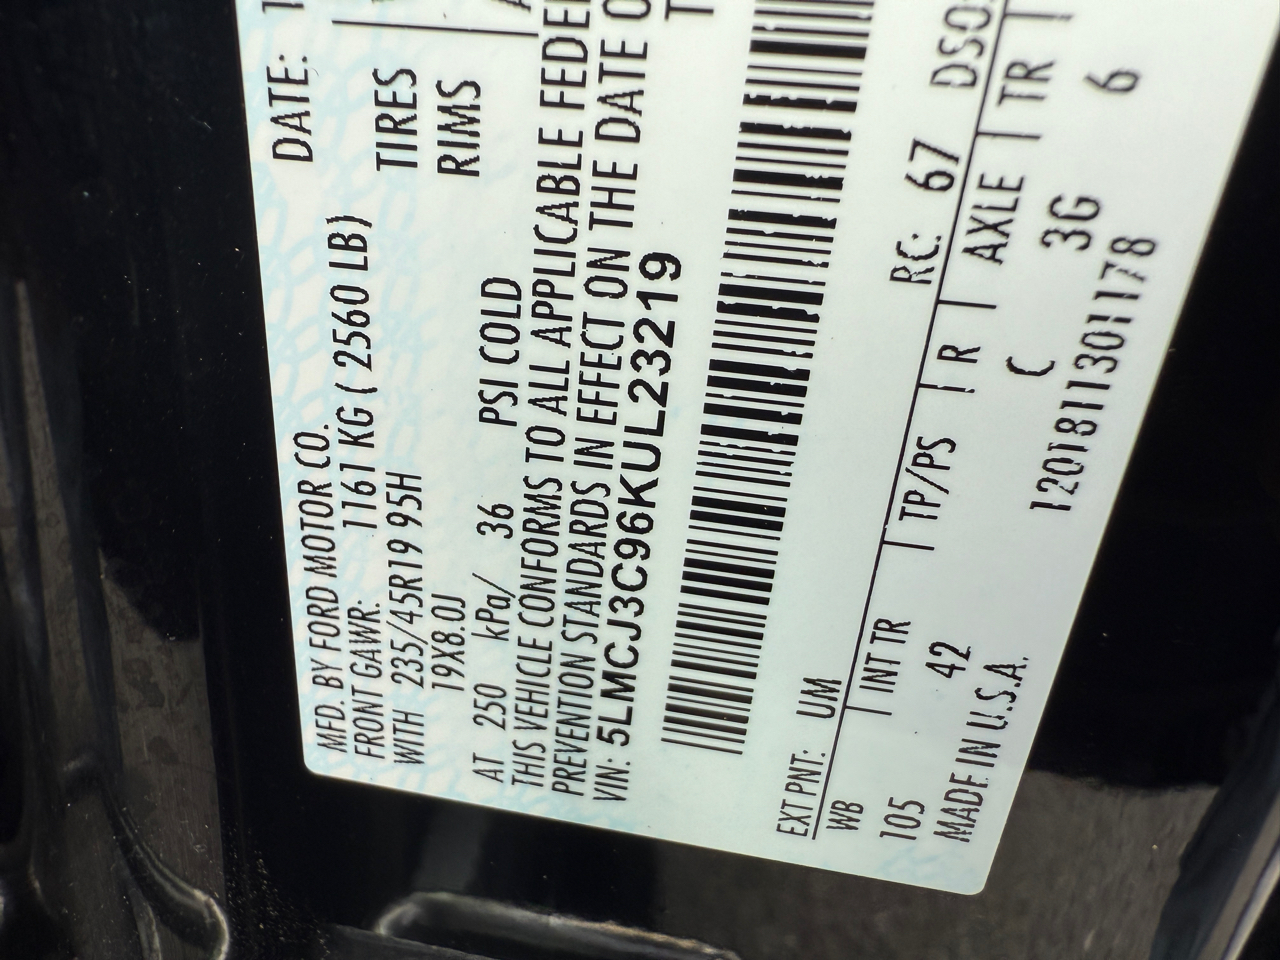 MFD. BY FORD MOTOR CO.
DATE:
FRONT GAWR: 1161 KG ( 2560 LB)
WITH 235/45R19 95H TIRES
19X8.0J RIMS
AT 250 kPa/ 36 PSI COLD
THIS VEHICLE CONFORMS TO ALL APPLICABLE FEDE
PREVENTION STANDARDS IN EFFECT ON THE DATE O
VIN: 5LMCJ3C96KUL23219
EXT PNT: UM RC: 67 DSO
WB | INT TR | TP/PS | R | AXLE | TR |
105 42 C 3G 6
MADE IN U.S.A. 12018113011178